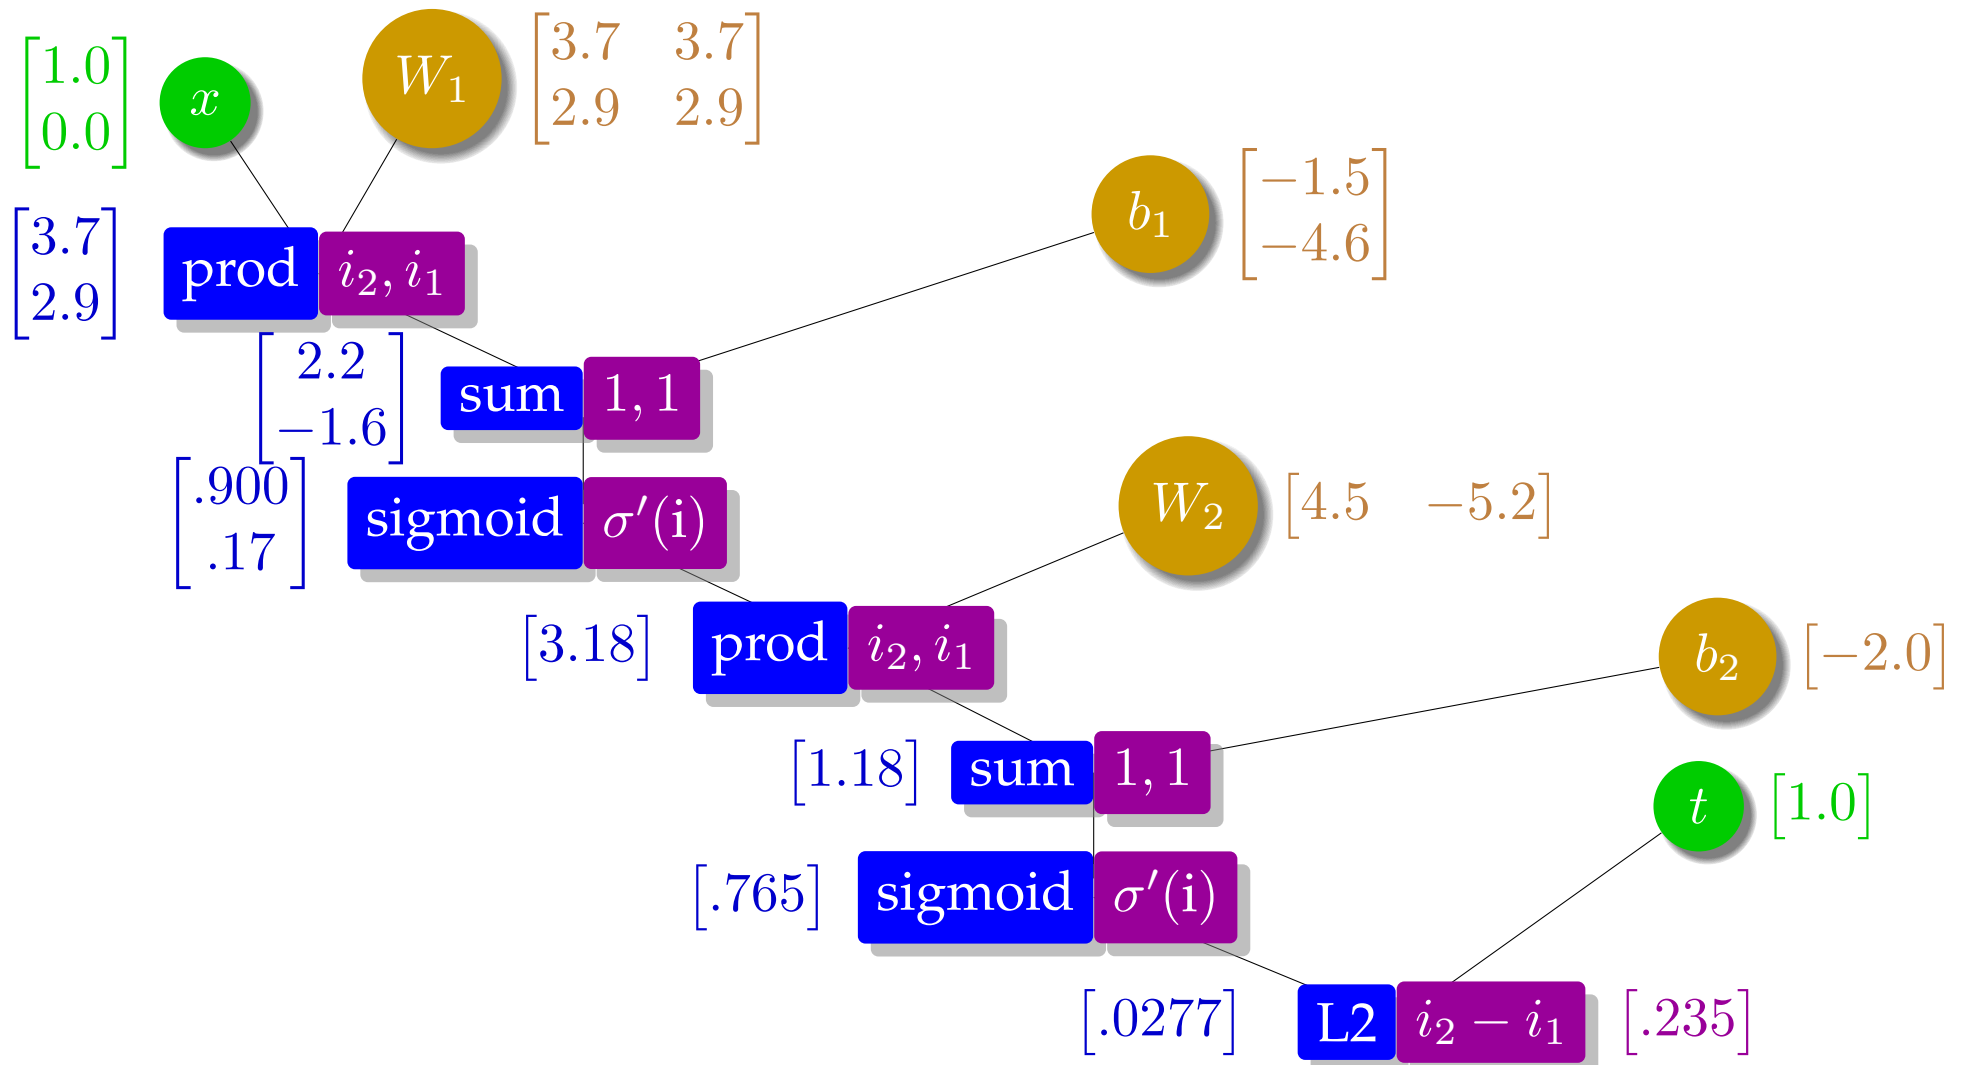 [1.0 0.0] x W₁ [3.7 3.7 2.9 2.9]
b₁ [−1.5 −4.6]
[3.7 2.9] prod i₂, i₁
[2.2 −1.6] sum 1, 1
[.900 .17] sigmoid σ′(i)
W₂ [4.5 −5.2]
[3.18] prod i₂, i₁
b₂ [−2.0]
[1.18] sum 1, 1
t [1.0]
[.765] sigmoid σ′(i)
[.0277] L2 i₂ − i₁ [.235]